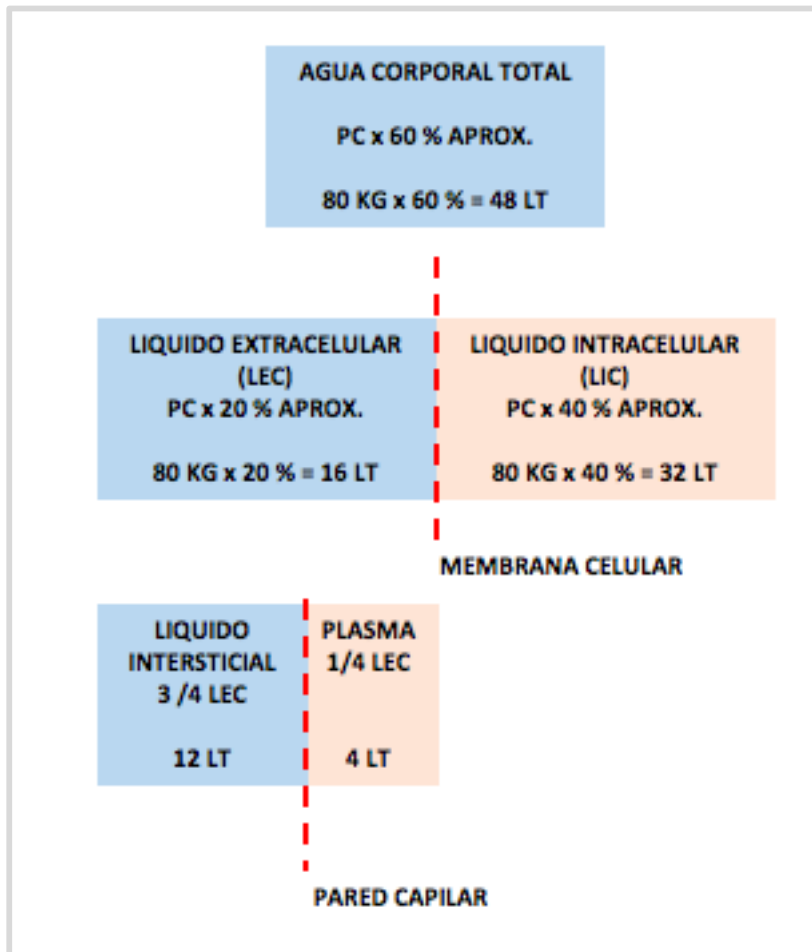 AGUA CORPORAL TOTAL
PC x 60 % APROX.
80 KG x 60 % = 48 LT
LIQUIDO EXTRACELULAR
(LEC)
PC x 20 % APROX.
80 KG x 20 % = 16 LT
LIQUIDO INTRACELULAR
(LIC)
PC x 40 % APROX.
80 KG x 40 % = 32 LT
MEMBRANA CELULAR
LIQUIDO
INTERSTICIAL
3 /4 LEC
12 LT
PLASMA
1/4 LEC
4 LT
PARED CAPILAR